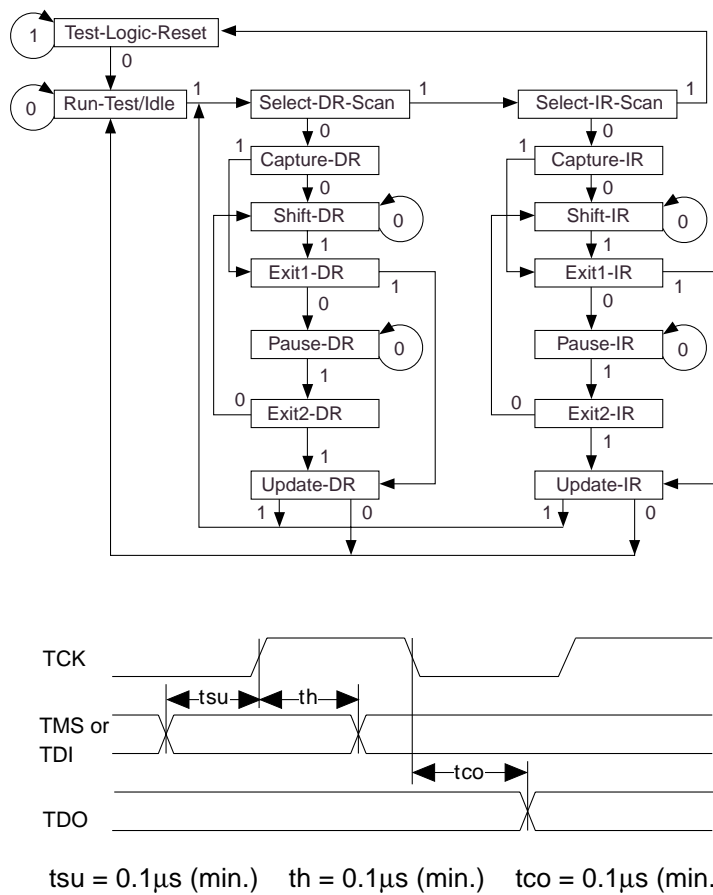 1 Test-Logic-Reset
0
0 Run-Test/Idle 1 Select-DR-Scan 1 Select-IR-Scan 1
0 0
1 Capture-DR 1 Capture-IR
0 0
Shift-DR 0 Shift-IR 0
1 1
Exit1-DR 1 Exit1-IR 1
0 0
Pause-DR 0 Pause-IR 0
1 1
0 Exit2-DR 0 Exit2-IR
1 1
Update-DR Update-IR
1 0 1 0
TCK
tsu th
TMS or
TDI
tco
TDO
tsu = 0.1μs (min.) th = 0.1μs (min.) tco = 0.1μs (min.